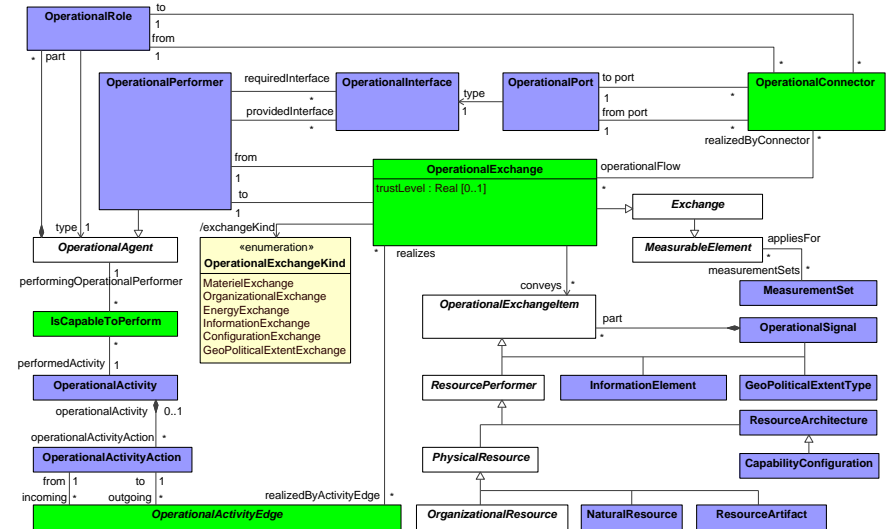 to
OperationalRole
1
from
* part
1
*
*
OperationalPerformer
requiredInterface
OperationalInterface
OperationalPort
to port
OperationalConnector
*
type
1
*
providedInterface
1
from port
*
1
*
realizedByConnector
*
from
1
OperationalExchange
operationalFlow
trustLevel : Real [0..1]
*
to
1
Exchange
/exchangeKind
type 1
OperationalAgent
«enumeration»
OperationalExchangeKind
* realizes
MeasurableElement
appliesFor
*
measurementSets *
1
performingOperationalPerformer
*
MaterielExchange
OrganizationalExchange
EnergyExchange
InformationExchange
ConfigurationExchange
GeoPoliticalExtentExchange
conveys *
MeasurementSet
OperationalExchangeItem
part
*
OperationalSignal
IsCapableToPerform
*
performedActivity 1
OperationalActivity
ResourcePerformer
InformationElement
GeoPoliticalExtentType
operationalActivity 0..1
ResourceArchitecture
operationalActivityAction *
OperationalActivityAction
PhysicalResource
CapabilityConfiguration
from 1
to 1
incoming *
outgoing *
realizedByActivityEdge *
OperationalActivityEdge
OrganizationalResource
NaturalResource
ResourceArtifact